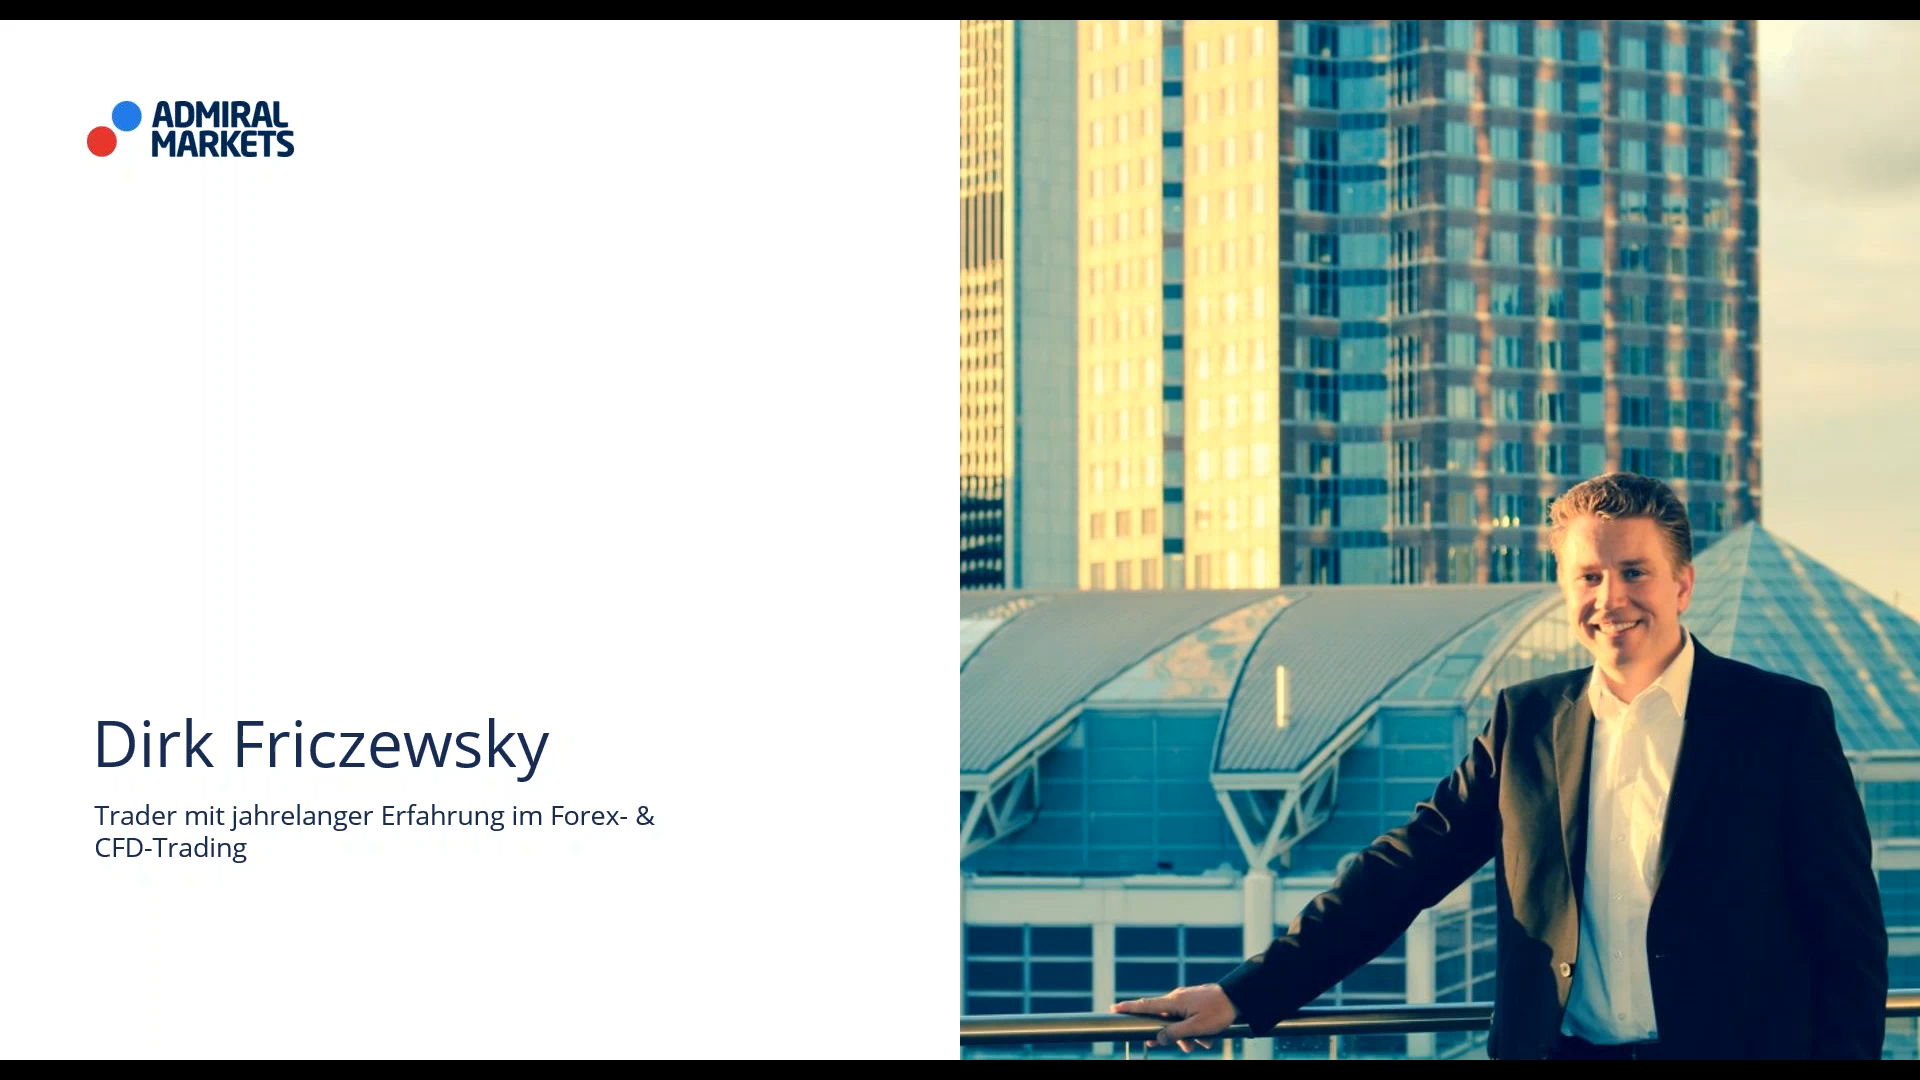 ADMIRAL
MARKETS
Dirk Friczewsky
Trader mit jahrelanger Erfahrung im Forex- &
CFD-Trading